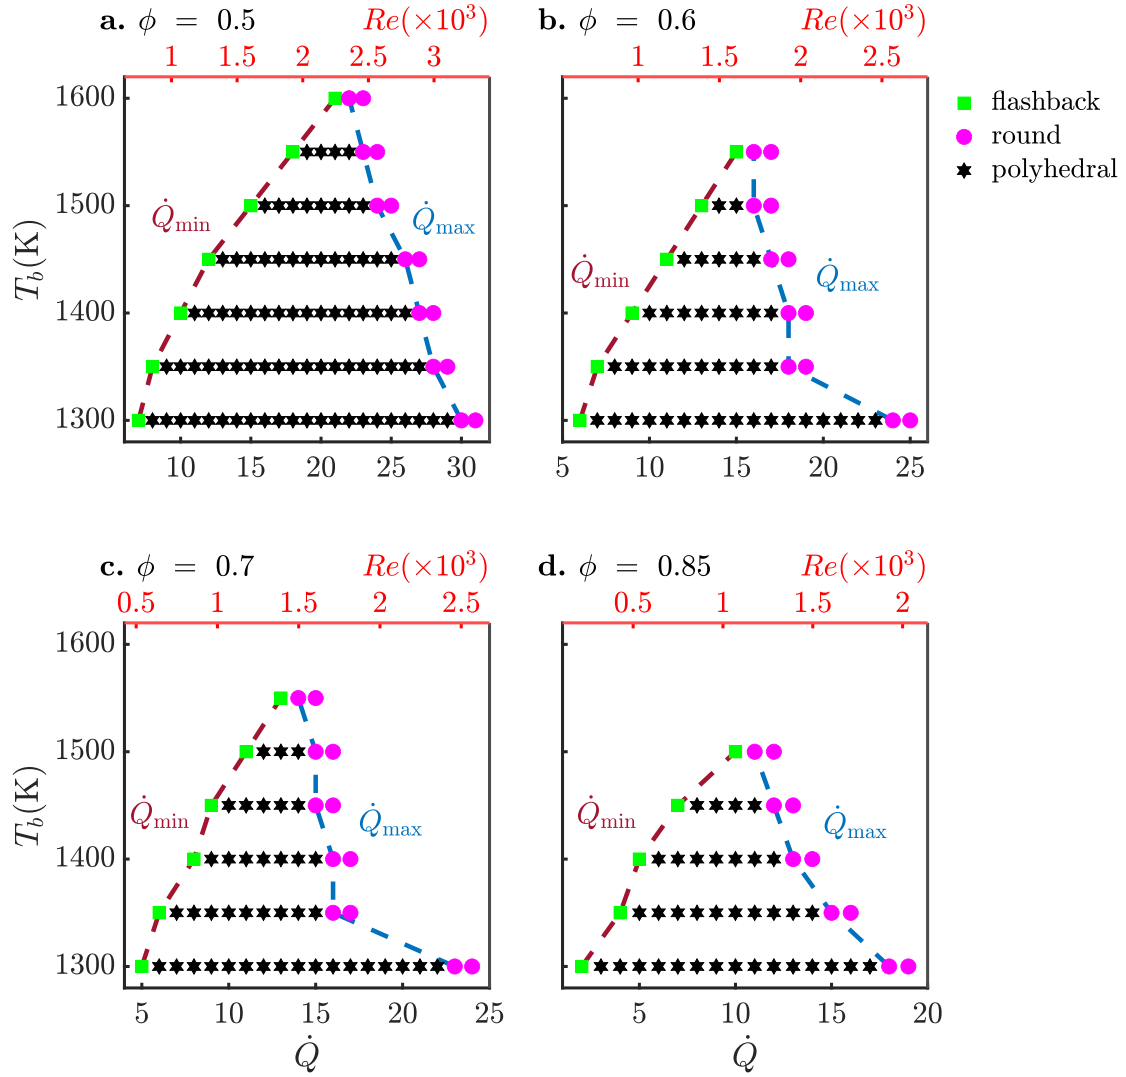 a. ϕ = 0.5 Re(×10³)
1 1.5 2 2.5 3
1600
1500
1400
1300
T_b(K)
Q̇_min
Q̇_max
10 15 20 25 30
b. ϕ = 0.6 Re(×10³)
1 1.5 2 2.5
Q̇_min
Q̇_max
5 10 15 20 25
flashback
round
polyhedral
c. ϕ = 0.7 Re(×10³)
0.5 1 1.5 2 2.5
1600
1500
1400
1300
T_b(K)
Q̇_min
Q̇_max
5 10 15 20 25
Q̇
d. ϕ = 0.85 Re(×10³)
0.5 1 1.5 2
Q̇_min
Q̇_max
5 10 15 20
Q̇